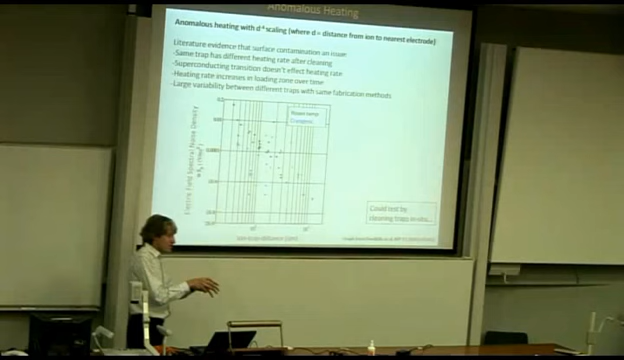 Anomalous Heating
Anomalous heating with d⁻⁴ scaling (where d = distance from ion to nearest electrode)
Literature evidence that surface contamination an issue
-Same trap has different heating rate after cleaning
-Superconducting transition doesn't effect heating rate
-Heating rate increases in loading zone over time
-Large variability between different traps with same fabrication methods
Electric Field Spectral Noise Density
Room temp
Cryogenic
Could test by
cleaning traps in-situ...